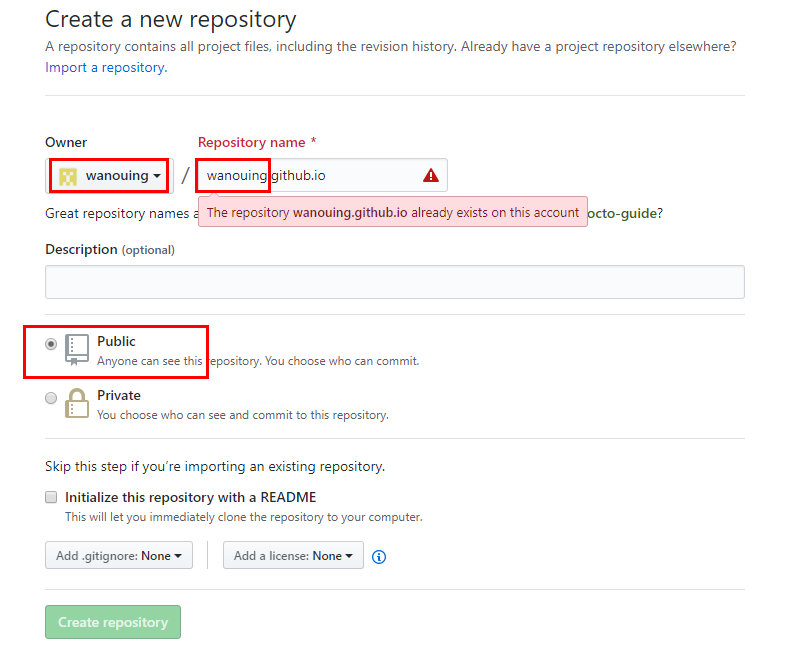 Create a new repository
A repository contains all project files, including the revision history. Already have a project repository elsewhere?
Import a repository.
Owner
Repository name *
wanouing
/
wanouing.github.io
Great repository names a
octo-guide?
The repository wanouing.github.io already exists on this account
Description (optional)
Public
Anyone can see this repository. You choose who can commit.
Private
You choose who can see and commit to this repository.
Skip this step if you're importing an existing repository.
Initialize this repository with a README
This will let you immediately clone the repository to your computer.
Add .gitignore: None
Add a license: None
Create repository